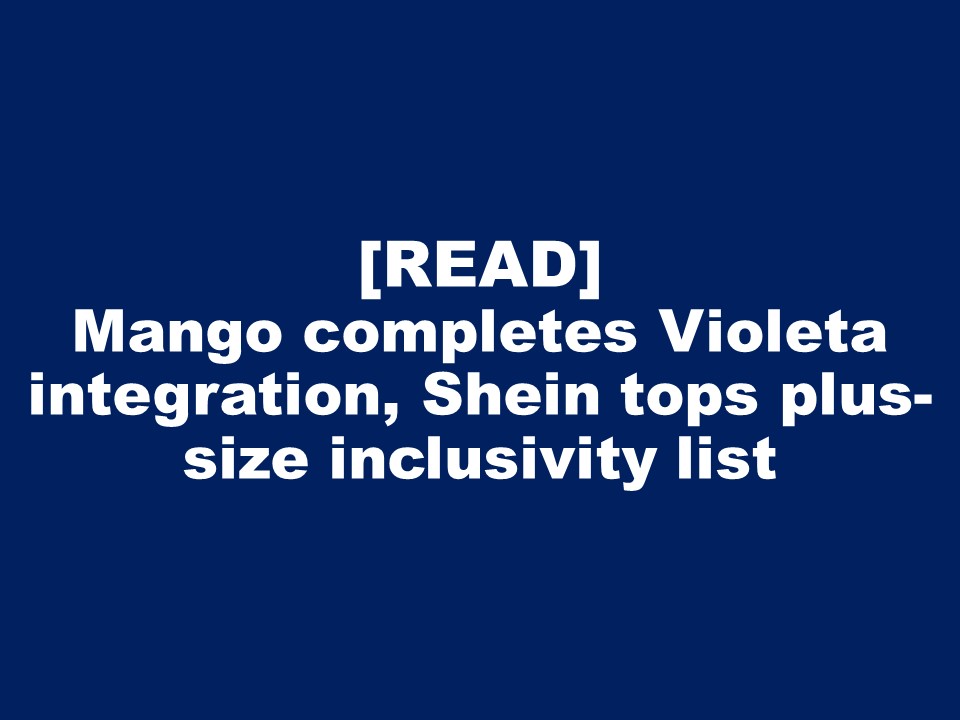 [READ]
Mango completes Violeta
integration, Shein tops plus-
size inclusivity list